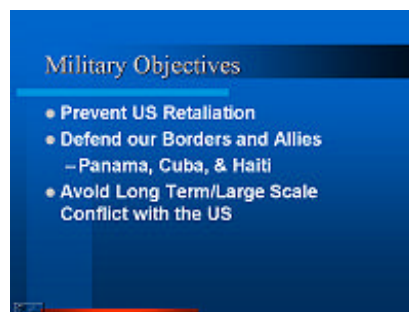 Military Objectives
Prevent US Retaliation
Defend our Borders and Allies
–Panama, Cuba, & Haiti
Avoid Long Term/Large Scale
Conflict with the US